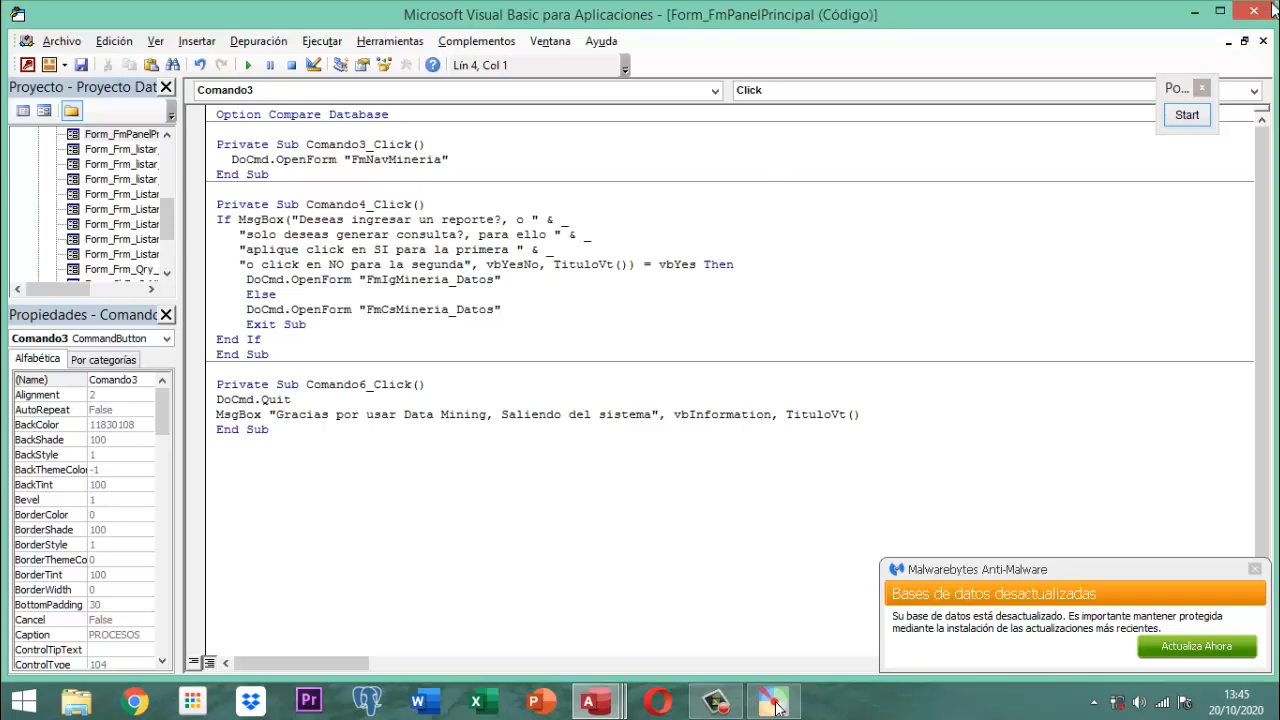 Microsoft Visual Basic para Aplicaciones - [Form_FmPanelPrincipal (Código)]
Archivo Edición Ver Insertar Depuración Ejecutar Herramientas Complementos Ventana Ayuda
Lín 4, Col 1
Proyecto - Proyecto Dat
Form_FmPanelPr
Form_Frm_listar
Form_Frm_listar
Form_Frm_listar
Form_Frm_Listar
Form_Frm_Listar
Form_Frm_Listar
Form_Frm_Listar
Form_Frm_Listar
Form_Frm_Qry_
Propiedades - Comando
Comando3 CommandButton
Alfabética Por categorías
(Name) Comando3
Alignment 2
AutoRepeat False
BackColor 11830108
BackShade 100
BackStyle 1
BackThemeColor -1
BackTint 100
Bevel 1
BorderColor 0
BorderShade 100
BorderStyle 1
BorderThemeCo 0
BorderTint 100
BorderWidth 0
BottomPadding 30
Cancel False
Caption PROCESOS
ControlTipText
ControlType 104
Comando3 Click
Option Compare Database
Private Sub Comando3_Click()
DoCmd.OpenForm "FmNavMineria"
End Sub
Private Sub Comando4_Click()
If MsgBox("Deseas ingresar un reporte?, o " & _
"solo deseas generar consulta?, para ello " & _
"aplique click en SI para la primera " & _
"o click en NO para la segunda", vbYesNo, TituloVt()) = vbYes Then
DoCmd.OpenForm "FmIgMineria_Datos"
Else
DoCmd.OpenForm "FmCsMineria_Datos"
Exit Sub
End If
End Sub
Private Sub Comando6_Click()
DoCmd.Quit
MsgBox "Gracias por usar Data Mining, Saliendo del sistema", vbInformation, TituloVt()
End Sub
Po...
Start
Malwarebytes Anti-Malware
Bases de datos desactualizadas
Su base de datos está desactualizado. Es importante mantener protegida
mediante la instalación de las actualizaciones más recientes.
Actualiza Ahora
13:45
20/10/2020